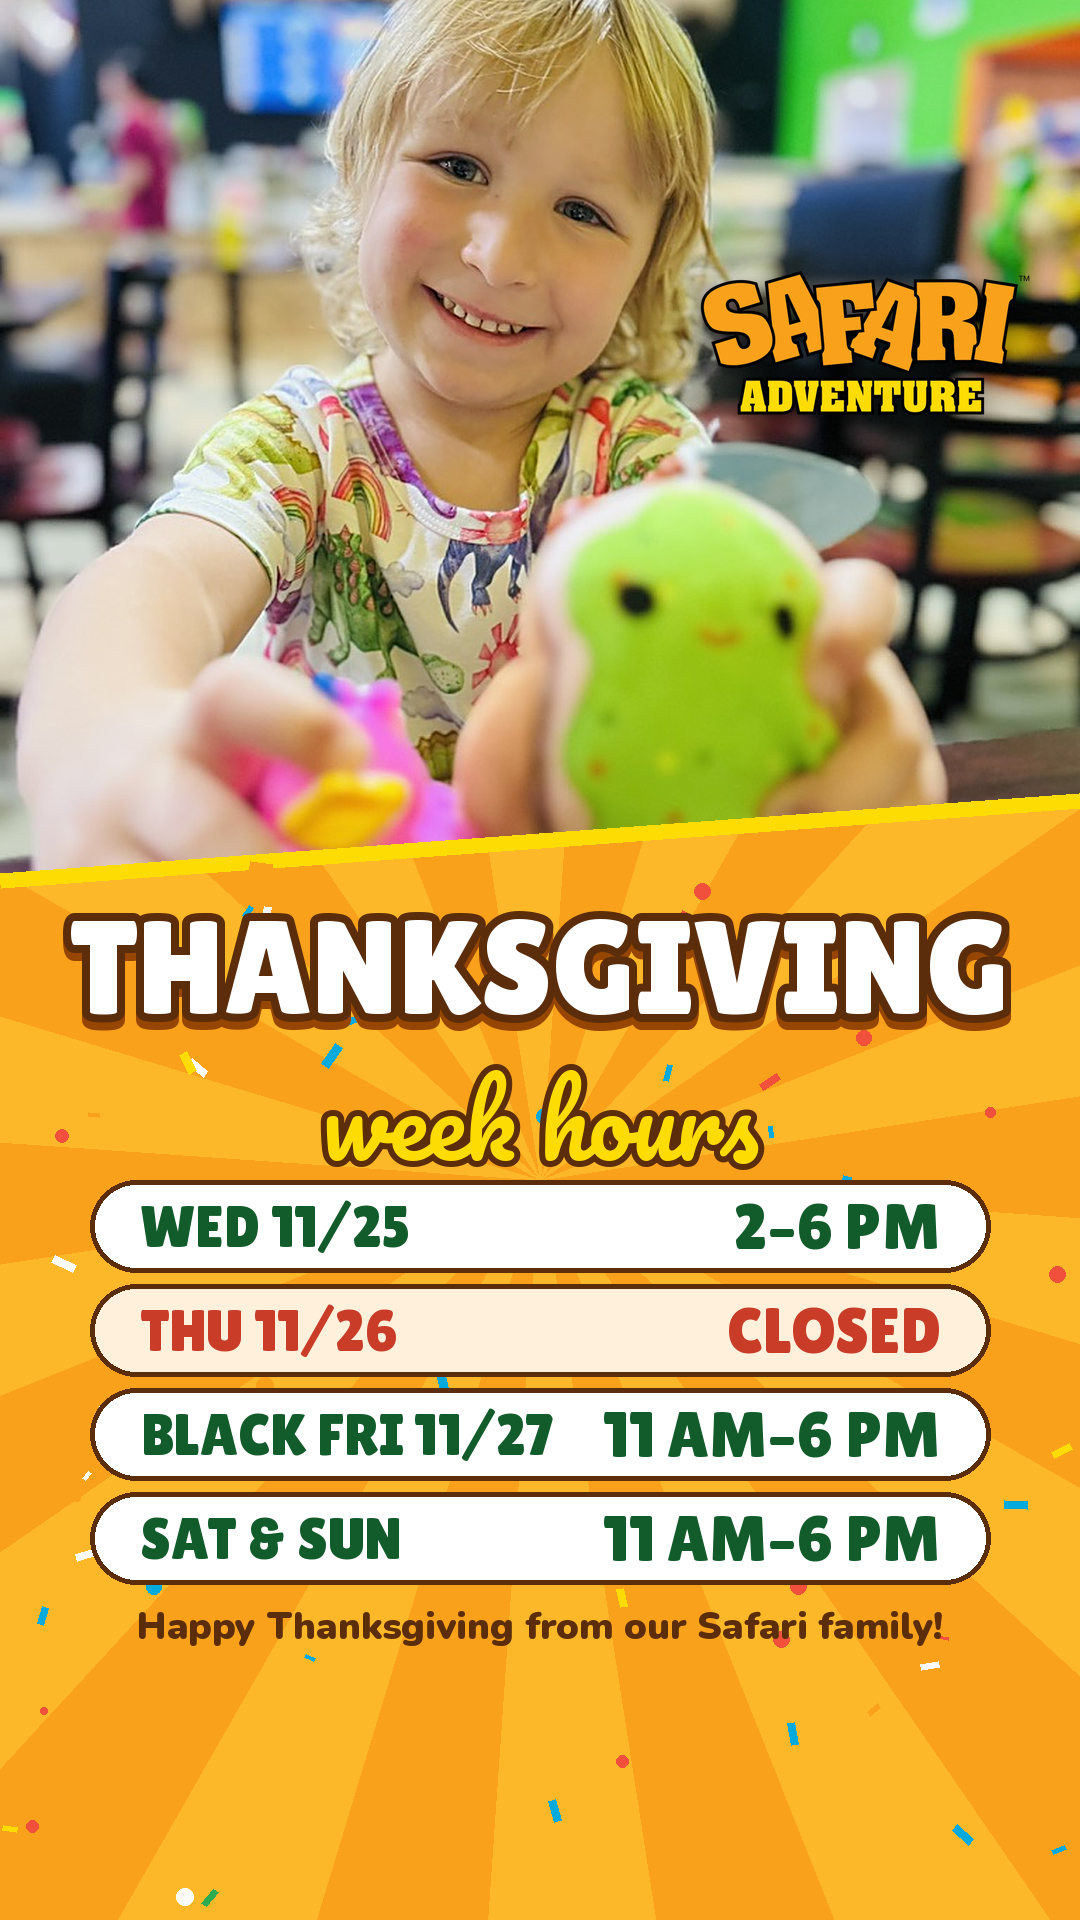 SAFARI™
ADVENTURE
THANKSGIVING
week hours
WED 11/25 2-6 PM
THU 11/26 CLOSED
BLACK FRI 11/27 11 AM-6 PM
SAT & SUN 11 AM-6 PM
Happy Thanksgiving from our Safari family!